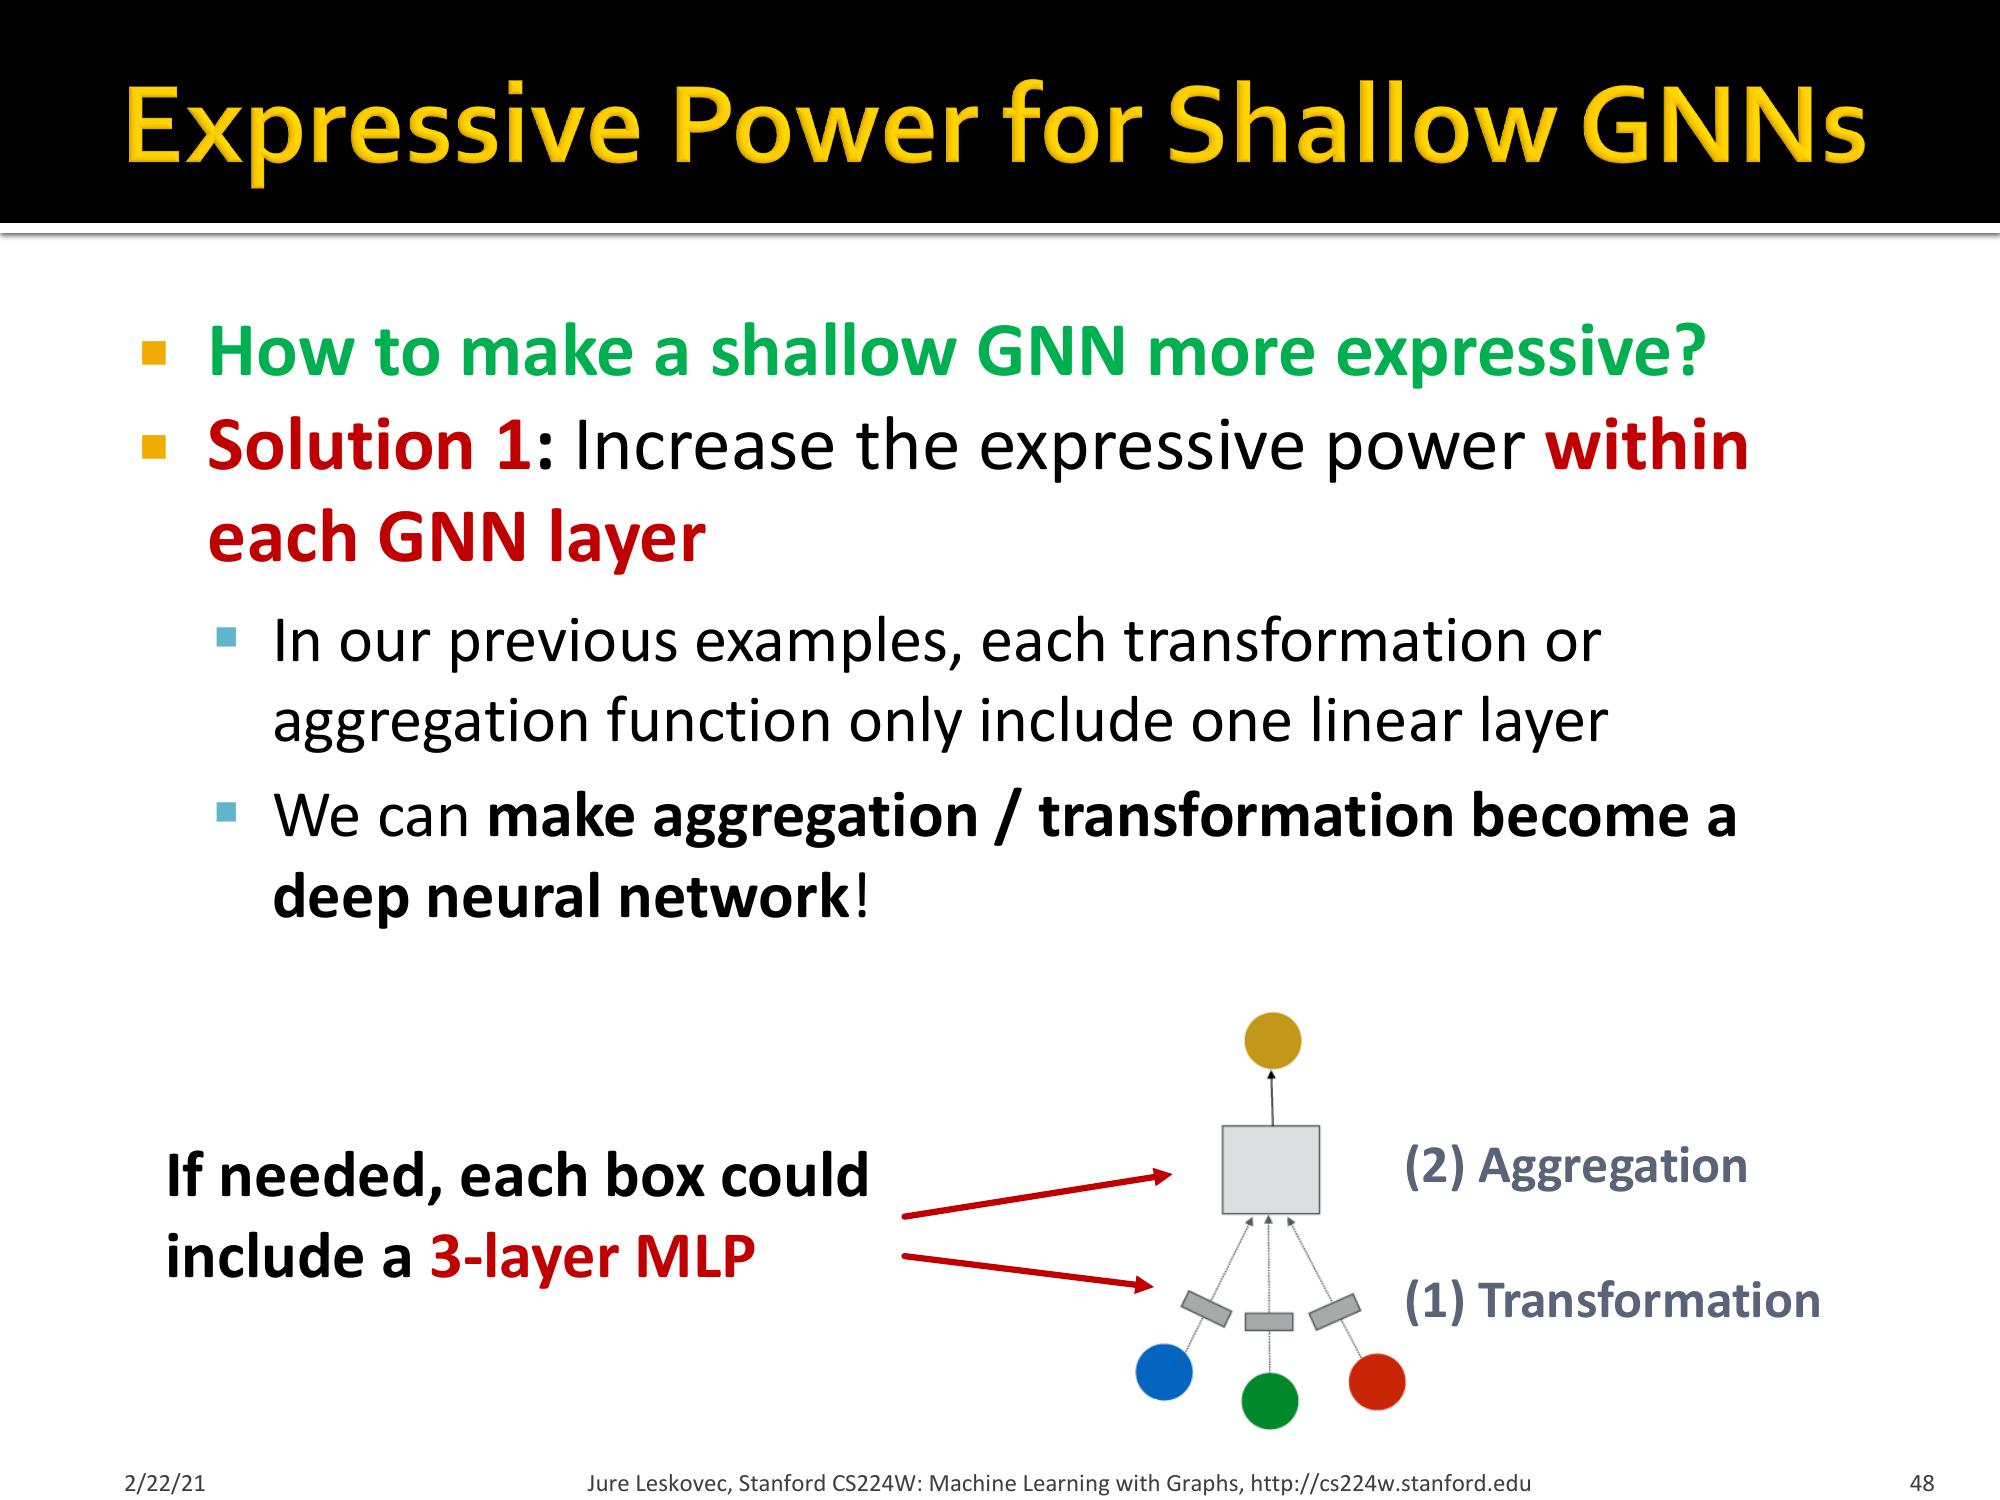 Expressive Power for Shallow GNNs
How to make a shallow GNN more expressive?
Solution 1: Increase the expressive power within
each GNN layer
In our previous examples, each transformation or
aggregation function only include one linear layer
We can make aggregation / transformation become a
deep neural network!
If needed, each box could
include a 3-layer MLP
(2) Aggregation
(1) Transformation
2/22/21
Jure Leskovec, Stanford CS224W: Machine Learning with Graphs, http://cs224w.stanford.edu
48